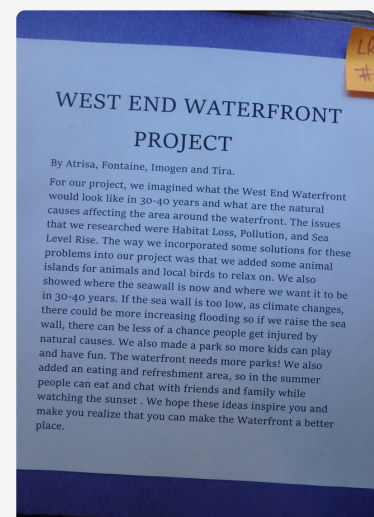 WEST END WATERFRONT
PROJECT
By Atrisa, Fontaine, Imogen and Tira.
For our project, we imagined what the West End Waterfront
would look like in 30-40 years and what are the natural
causes affecting the area around the waterfront. The issues
that we researched were Habitat Loss, Pollution, and Sea
Level Rise. The way we incorporated some solutions for these
problems into our project was that we added some animal
islands for animals and local birds to relax on. We also
showed where the seawall is now and where we want it to be
in 30-40 years. If the sea wall is too low, as climate changes,
there could be more increasing flooding so if we raise the sea
wall, there can be less of a chance people get injured by
natural causes. We also made a park so more kids can play
and have fun. The waterfront needs more parks! We also
added an eating and refreshment area, so in the summer
people can eat and chat with friends and family while
watching the sunset . We hope these ideas inspire you and
make you realize that you can make the Waterfront a better
place.